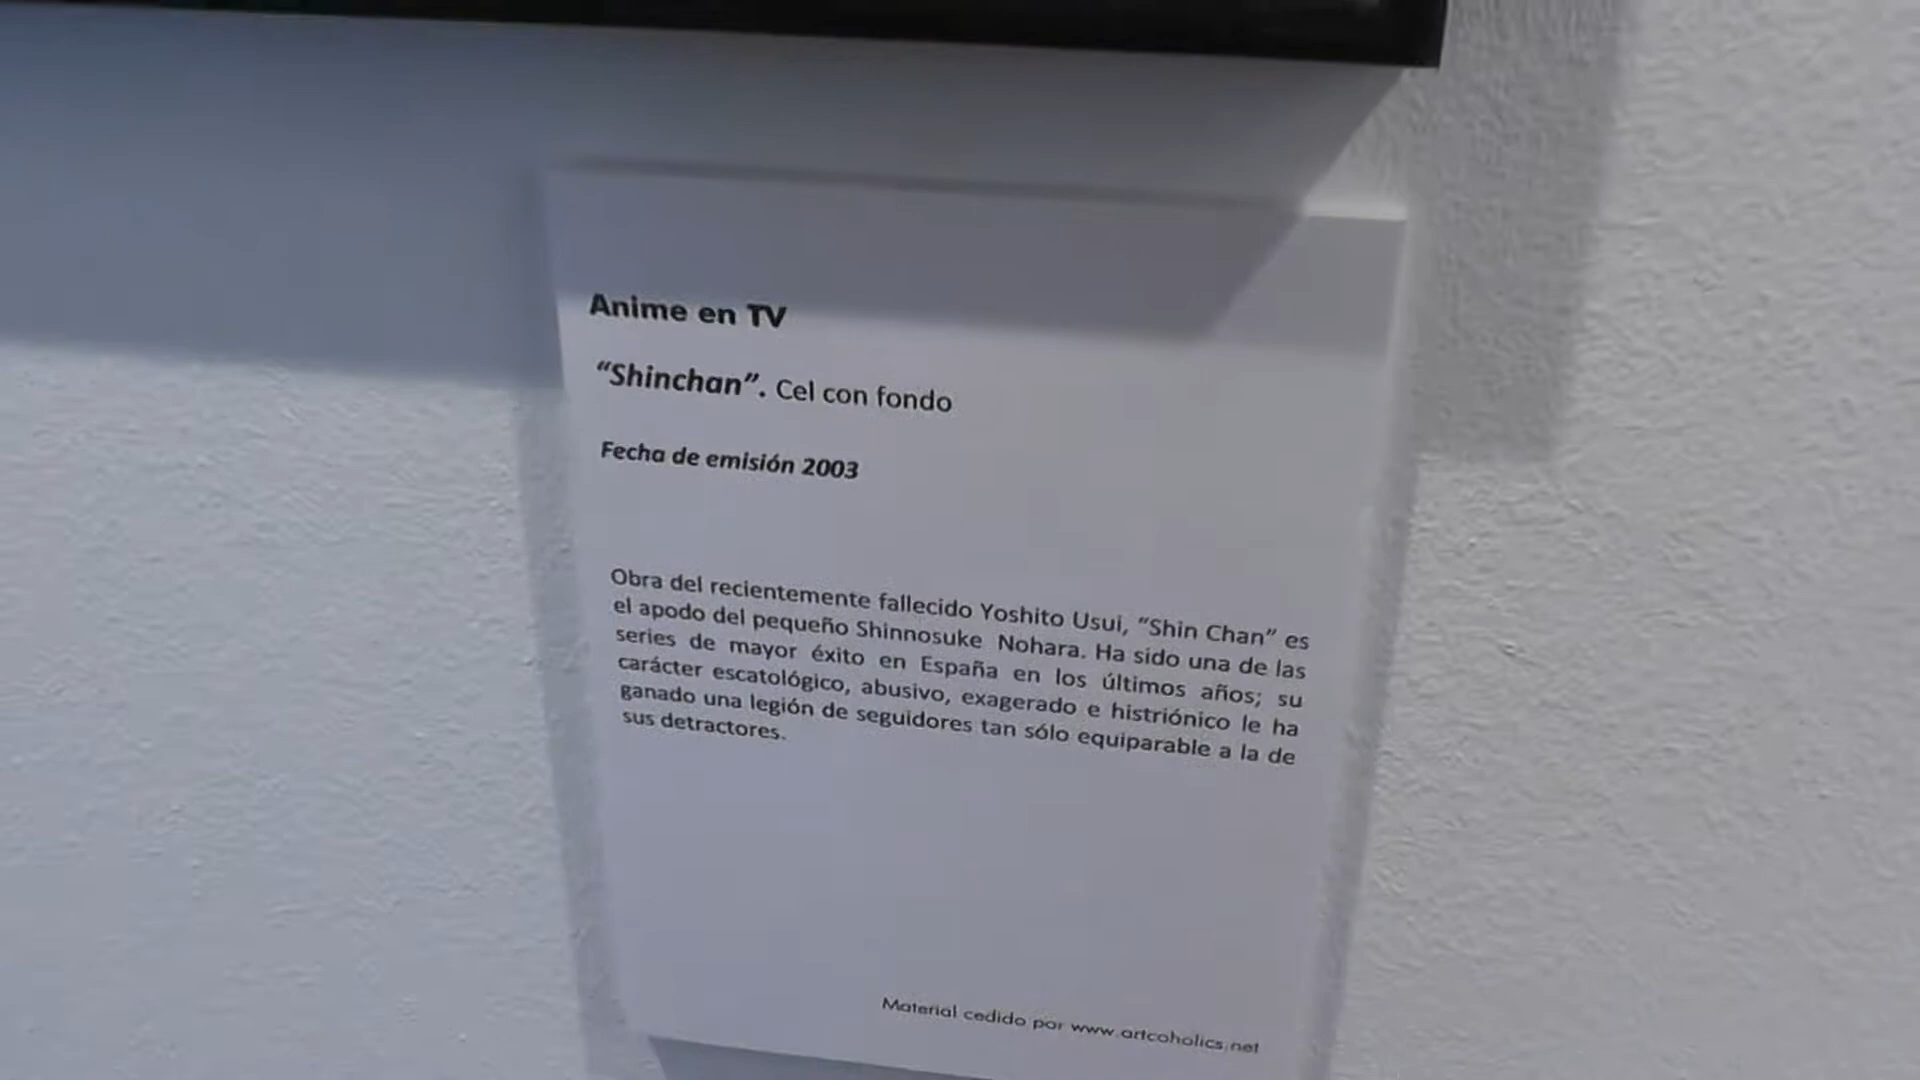 Anime en TV
“Shinchan”. Cel con fondo
Fecha de emisión 2003
Obra del recientemente fallecido Yoshito Usui, “Shin Chan” es
el apodo del pequeño Shinnosuke Nohara. Ha sido una de las
series de mayor éxito en España en los últimos años; su
carácter escatológico, abusivo, exagerado e histriónico le ha
ganado una legión de seguidores tan sólo equiparable a la de
sus detractores.
Material cedido por www.artcoholics.net